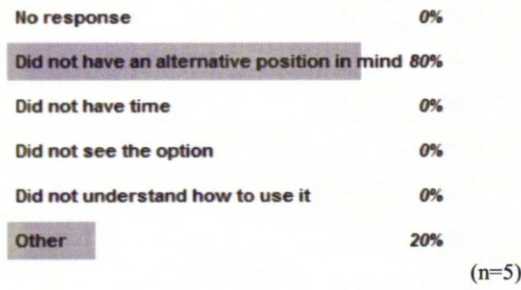 No response 0%
Did not have an alternative position in mind 80%
Did not have time 0%
Did not see the option 0%
Did not understand how to use it 0%
Other 20%
(n=5)